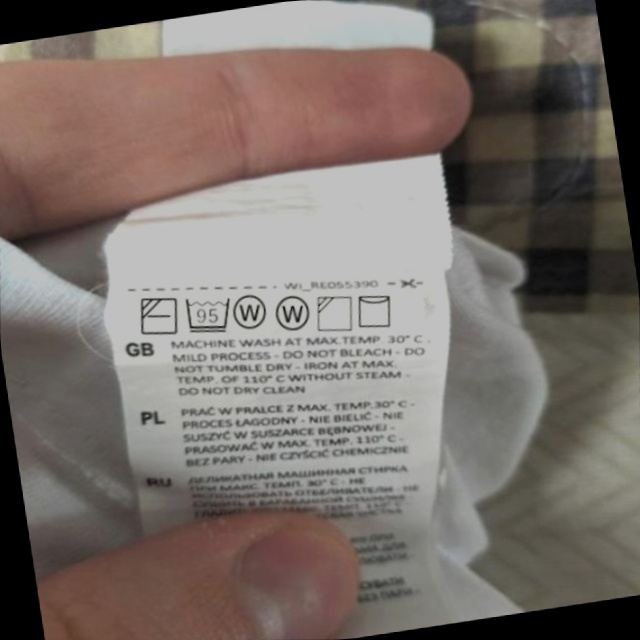 WI_RE055390
95 W W
GB MACHINE WASH AT MAX.TEMP. 30° C -
MILD PROCESS - DO NOT BLEACH - DO
NOT TUMBLE DRY - IRON AT MAX.
TEMP. OF 110° C WITHOUT STEAM -
DO NOT DRY CLEAN
PL PRAĆ W PRALCE Z MAX. TEMP.30° C -
PROCES ŁAGODNY - NIE BIELIĆ - NIE
SUSZYĆ W SUSZARCE BĘBNOWEJ -
PRASOWAĆ W MAX. TEMP. 110° C -
BEZ PARY - NIE CZYŚCIĆ CHEMICZNIE
RU ДЕЛИКАТНАЯ МАШИННАЯ СТИРКА
ПРИ МАКС. ТЕМП. 30° C - НЕ
ИСПОЛЬЗОВАТЬ ОТБЕЛИВАТЕЛИ - НЕ